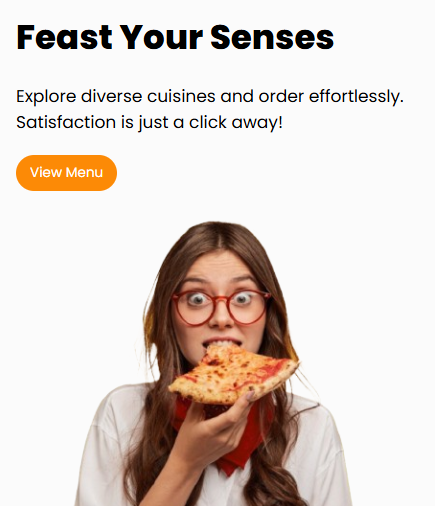 Feast Your Senses
Explore diverse cuisines and order effortlessly.
Satisfaction is just a click away!
View Menu